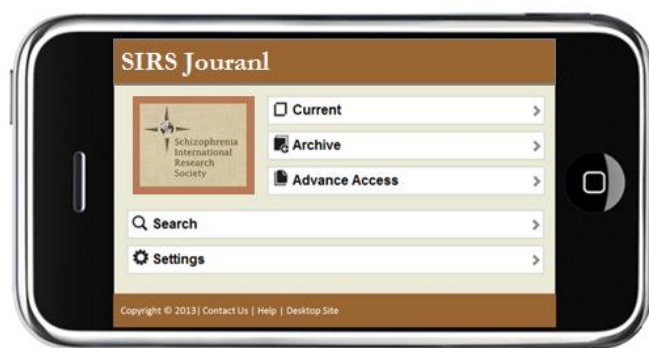 SIRS Jouranl
Schizophrenia
International
Research
Society
Current
Archive
Advance Access
Search
Settings
Copyright © 2013| Contact Us | Help | Desktop Site